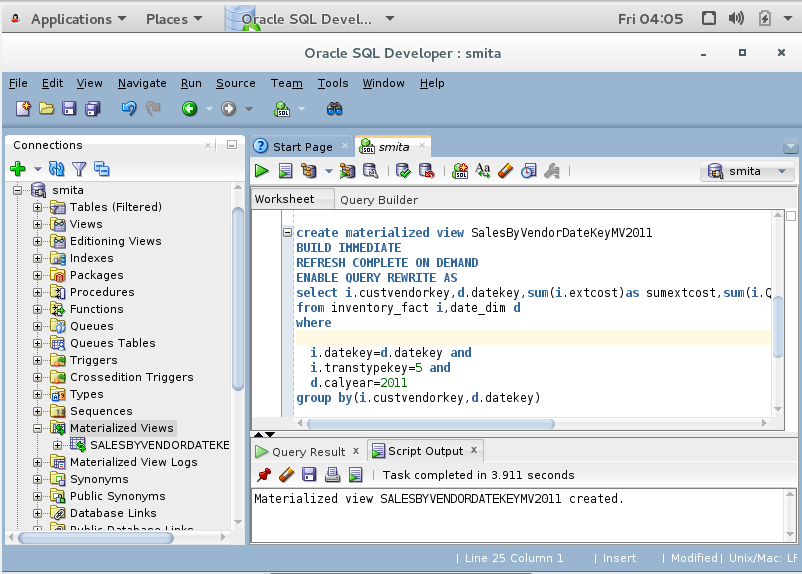 Applications Places Oracle SQL Devel... Fri 04:05
Oracle SQL Developer : smita
File Edit View Navigate Run Source Team Tools Window Help
Connections
smita
Tables (Filtered)
Views
Editioning Views
Indexes
Packages
Procedures
Functions
Queues
Queues Tables
Triggers
Crossedition Triggers
Types
Sequences
Materialized Views
SALESBYVENDORDATEKE
Materialized View Logs
Synonyms
Public Synonyms
Database Links
Public Database Links
Start Page smita
smita
Worksheet Query Builder
create materialized view SalesByVendorDateKeyMV2011
BUILD IMMEDIATE
REFRESH COMPLETE ON DEMAND
ENABLE QUERY REWRITE AS
select i.custvendorkey,d.datekey,sum(i.extcost)as sumextcost,sum(i.Q
from inventory_fact i,date_dim d
where
i.datekey=d.datekey and
i.transtypekey=5 and
d.calyear=2011
group by(i.custvendorkey,d.datekey)
Query Result Script Output
Task completed in 3.911 seconds
Materialized view SALESBYVENDORDATEKEYMV2011 created.
Line 25 Column 1 Insert Modified Unix/Mac: LF